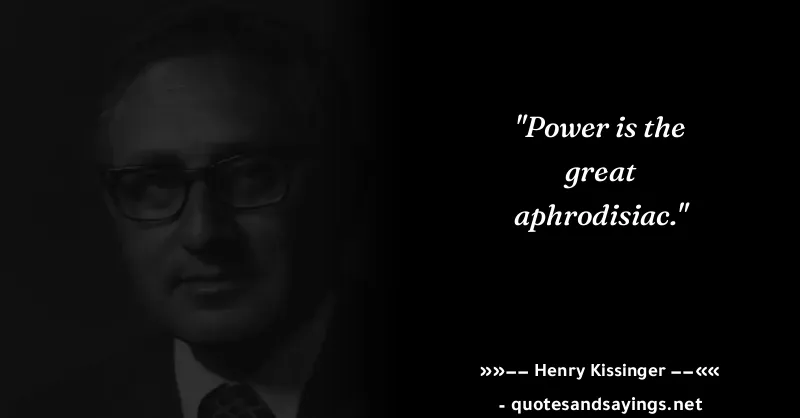 "Power is the
great
aphrodisiac."
»»–– Henry Kissinger ––««
- quotesandsayings.net